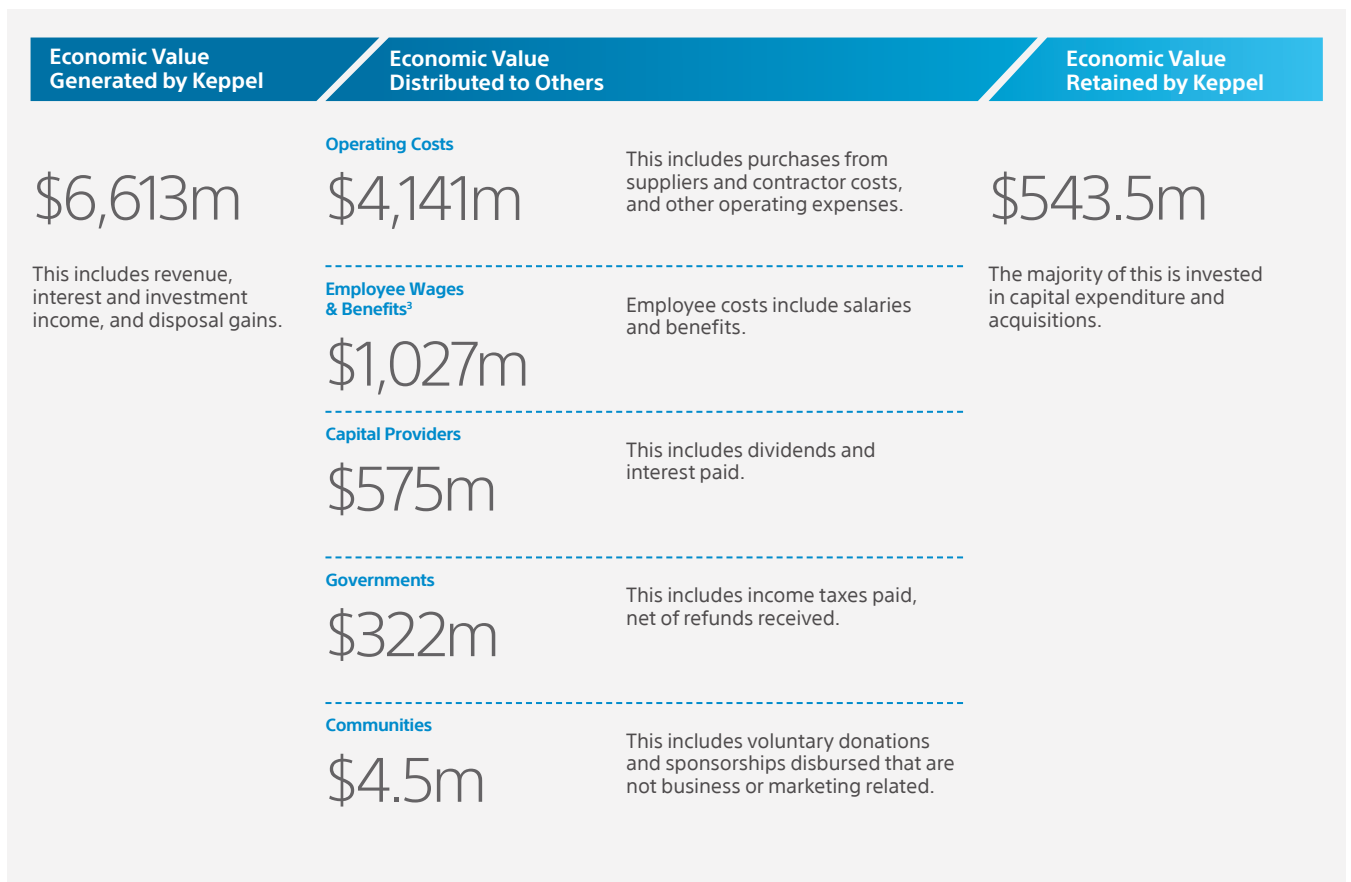 Economic Value
Generated by Keppel
Economic Value
Distributed to Others
Economic Value
Retained by Keppel
$6,613m
This includes revenue,
interest and investment
income, and disposal gains.
Operating Costs
$4,141m
This includes purchases from
suppliers and contractor costs,
and other operating expenses.
Employee Wages
& Benefits³
$1,027m
Employee costs include salaries
and benefits.
Capital Providers
$575m
This includes dividends and
interest paid.
Governments
$322m
This includes income taxes paid,
net of refunds received.
Communities
$4.5m
This includes voluntary donations
and sponsorships disbursed that are
not business or marketing related.
$543.5m
The majority of this is invested
in capital expenditure and
acquisitions.